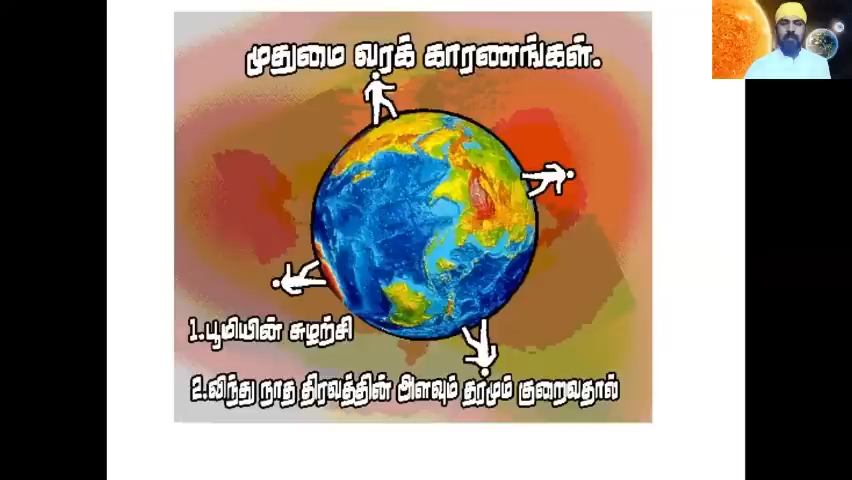 முதுமை வரக் காரணங்கள்.
1.பூமியின் சுழற்சி
2.விந்து நாத திரவத்தின் அளவும் தரமும் குறைவதால்